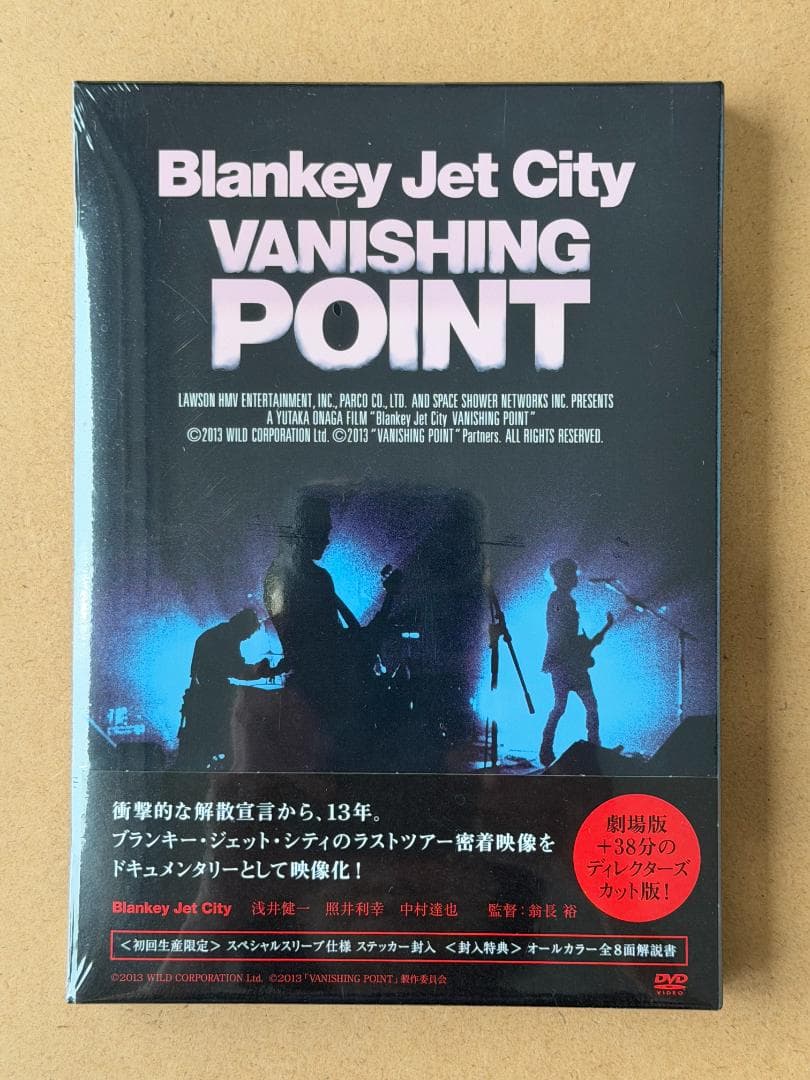 Blankey Jet City
VANISHING
POINT
LAWSON HMV ENTERTAINMENT, INC., PARCO CO., LTD. AND SPACE SHOWER NETWORKS INC. PRESENTS
A YUTAKA ONAGA FILM “Blankey Jet City VANISHING POINT”
©2013 WILD CORPORATION Ltd. ©2013 “VANISHING POINT” Partners. ALL RIGHTS RESERVED.
衝撃的な解散宣言から、13年。
ブランキー・ジェット・シティのラストツアー密着映像を
ドキュメンタリーとして映像化！
劇場版
＋38分の
ディレクターズ
カット版！
Blankey Jet City 浅井健一 照井利幸 中村達也 監督：翁長 裕
＜初回生産限定＞ スペシャルスリーブ仕様 ステッカー封入 ＜封入特典＞ オールカラー全8面解説書
©2013 WILD CORPORATION Ltd. ©2013「VANISHING POINT」製作委員会
DVD
VIDEO